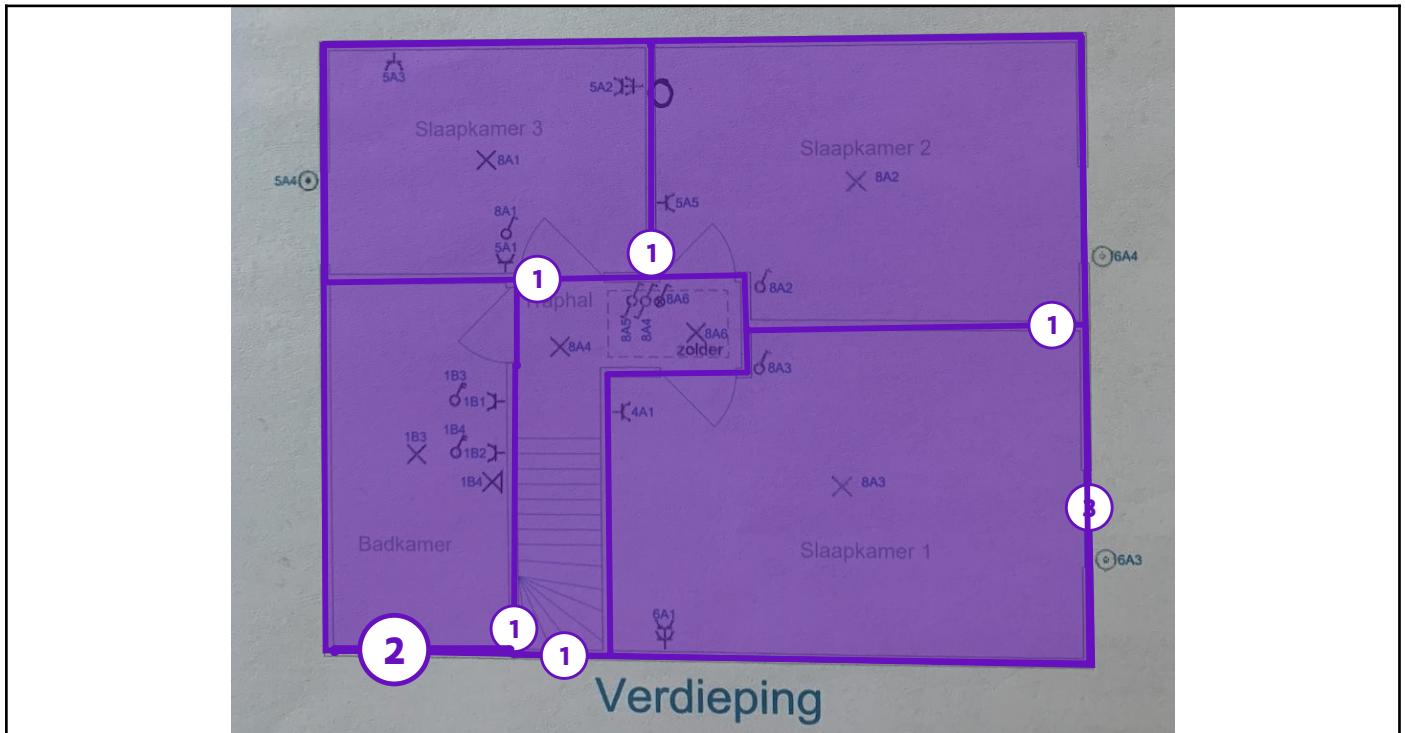 5A3
5A2
Slaapkamer 3
8A1
Slaapkamer 2
8A2
5A4
5A5
8A1
5A1
1
1
6A4
8A2
8A6
8A5
8A4
8A6
zolder
8A4
1
8A3
1B3
1B1
4A1
1B4
1B3
1B2
1B4
8A3
3
Badkamer
Slaapkamer 1
6A3
6A1
1
2
1
Verdieping